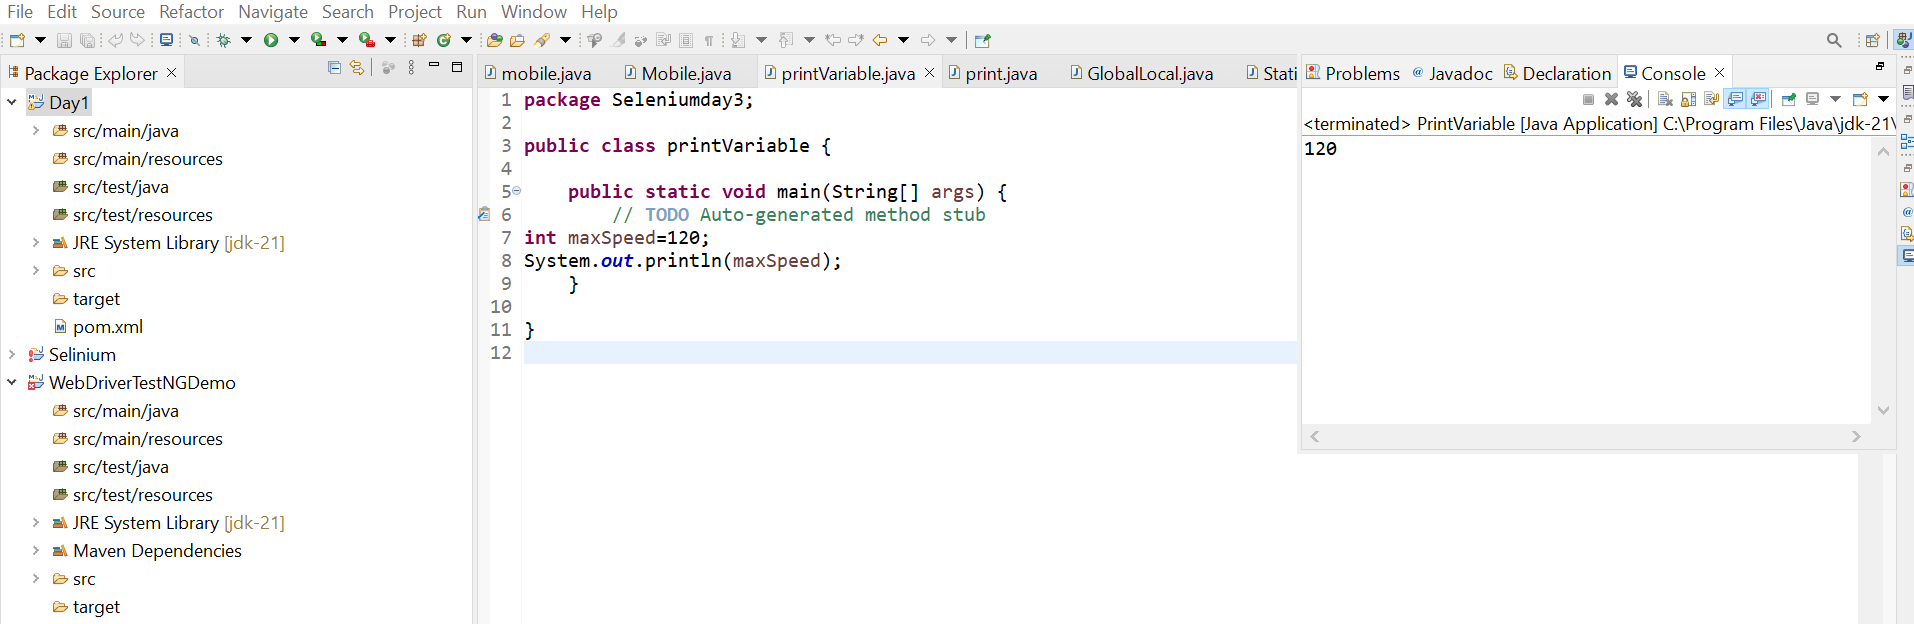 File Edit Source Refactor Navigate Search Project Run Window Help
Package Explorer
Day1
src/main/java
src/main/resources
src/test/java
src/test/resources
JRE System Library [jdk-21]
src
target
pom.xml
Selinium
WebDriverTestNGDemo
src/main/java
src/main/resources
src/test/java
src/test/resources
JRE System Library [jdk-21]
Maven Dependencies
src
target
mobile.java Mobile.java printVariable.java print.java GlobalLocal.java Stati
1 package Seleniumday3;
2
3 public class printVariable {
4
5     public static void main(String[] args) {
6         // TODO Auto-generated method stub
7 int maxSpeed=120;
8 System.out.println(maxSpeed);
9     }
10
11 }
12
Problems Javadoc Declaration Console
<terminated> PrintVariable [Java Application] C:\Program Files\Java\jdk-21\
120